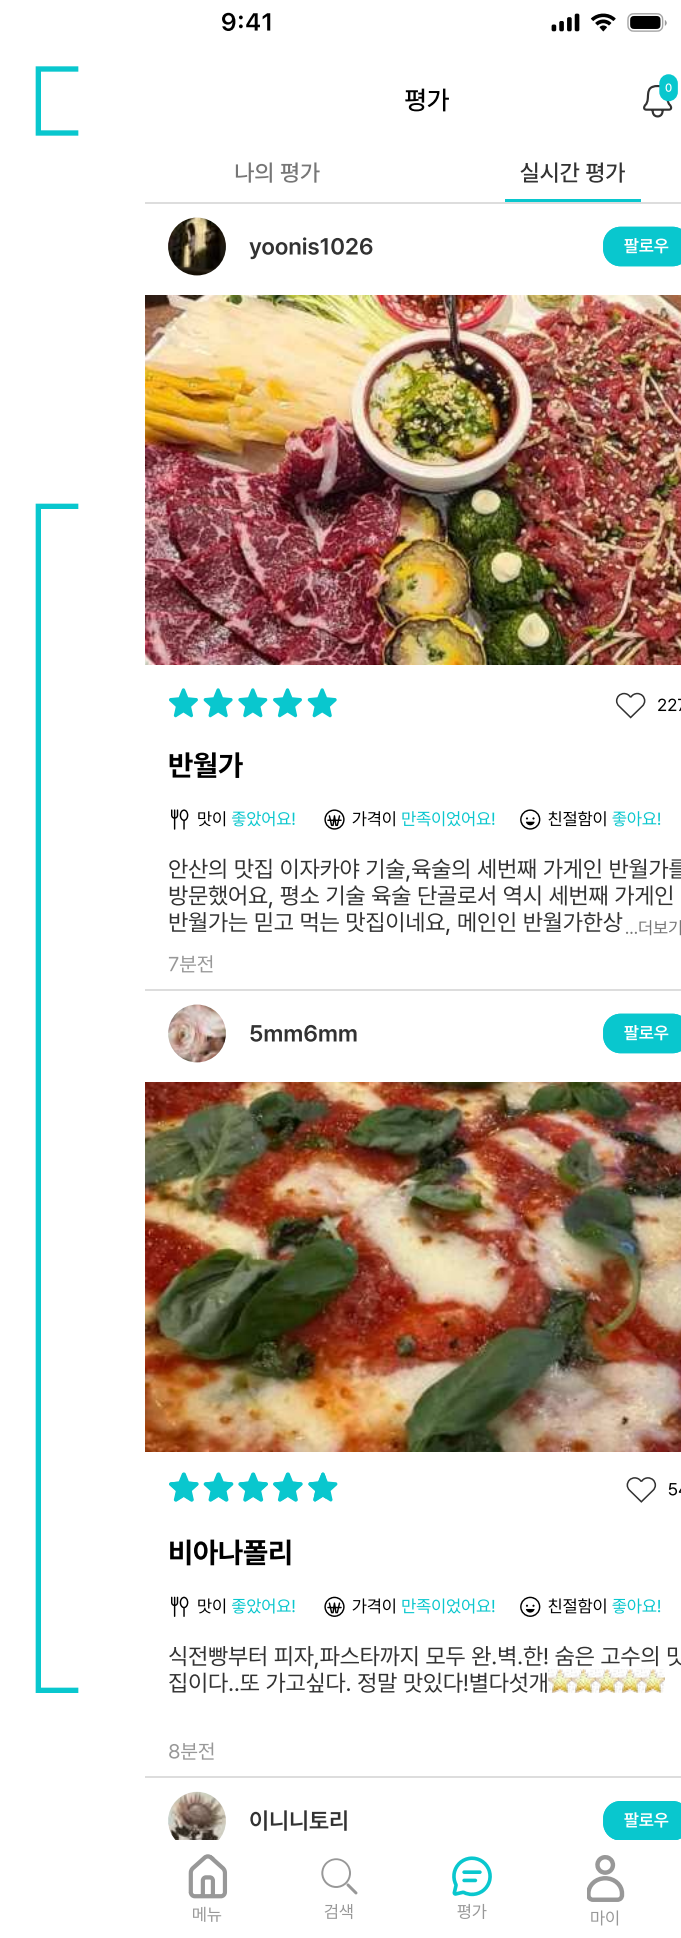 9:41
평가
0
나의 평가 실시간 평가
yoonis1026 팔로우
227
반월가
맛이 좋았어요! 가격이 만족이었어요! 친절함이 좋아요!
안산의 맛집 이자카야 기술,육술의 세번째 가게인 반월가를
방문했어요, 평소 기술 육술 단골로서 역시 세번째 가게인
반월가는 믿고 먹는 맛집이네요, 메인인 반월가한상 ...더보기
7분전
5mm6mm 팔로우
54
비아나폴리
맛이 좋았어요! 가격이 만족이었어요! 친절함이 좋아요!
식전빵부터 피자,파스타까지 모두 완.벽.한! 숨은 고수의 맛
집이다..또 가고싶다. 정말 맛있다!별다섯개⭐⭐⭐⭐⭐
8분전
이니니토리 팔로우
메뉴 검색 평가 마이